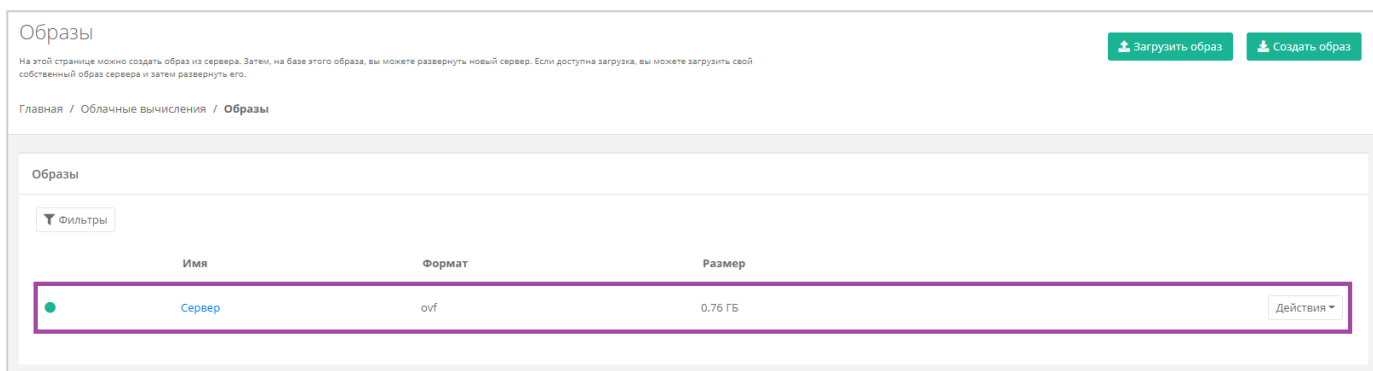 Образы
Загрузить образ
Создать образ
На этой странице можно создать образ из сервера. Затем, на базе этого образа, вы можете развернуть новый сервер. Если доступна загрузка, вы можете загрузить свой
собственный образ сервера и затем развернуть его.
Главная / Облачные вычисления / Образы
Образы
Фильтры
Имя Формат Размер
Сервер ovf 0.76 ГБ Действия